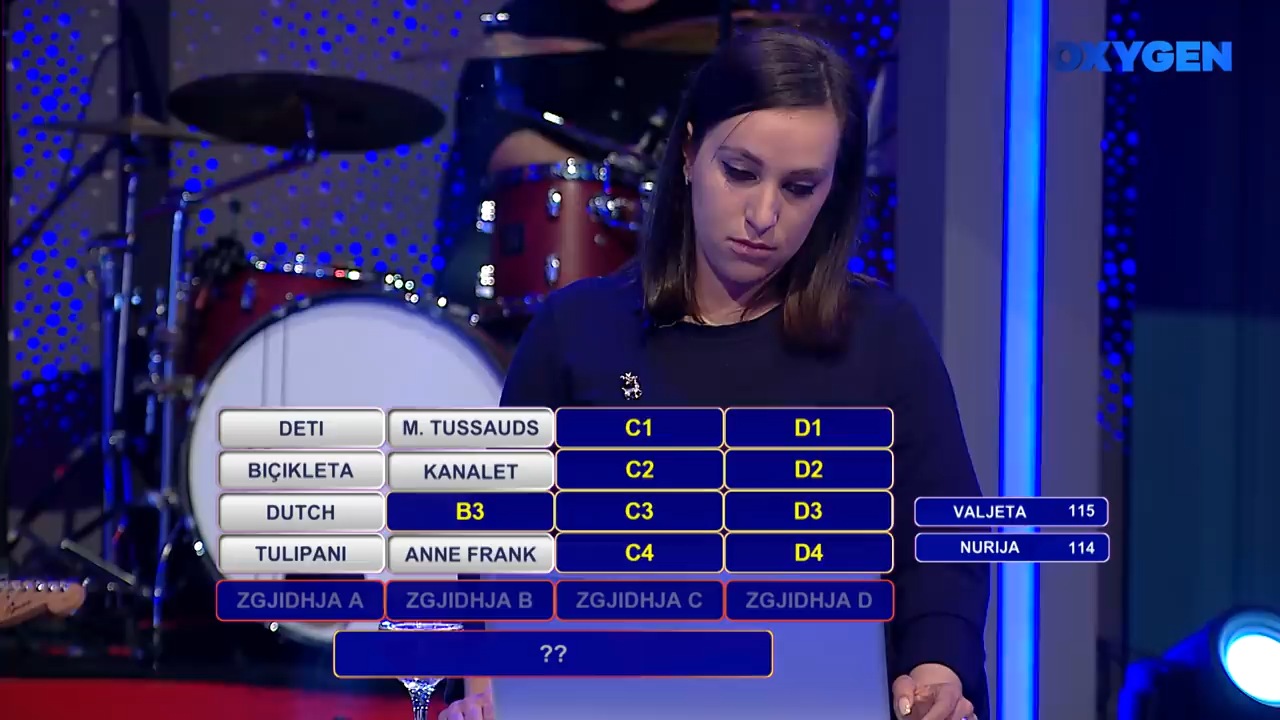 OXYGEN
DETI M. TUSSAUDS C1 D1
BIÇIKLETA KANALET C2 D2
DUTCH B3 C3 D3
TULIPANI ANNE FRANK C4 D4
ZGJIDHJA A ZGJIDHJA B ZGJIDHJA C ZGJIDHJA D
??
VALJETA 115
NURIJA 114